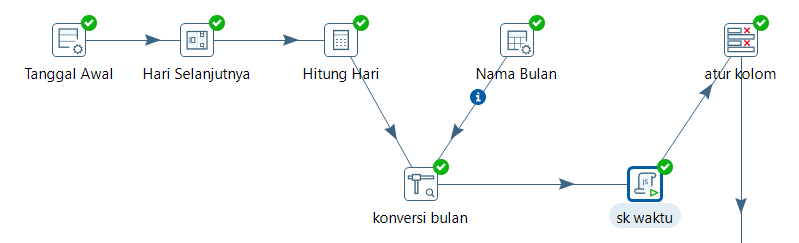 Tanggal Awal
Hari Selanjutnya
Hitung Hari
Nama Bulan
atur kolom
konversi bulan
sk waktu